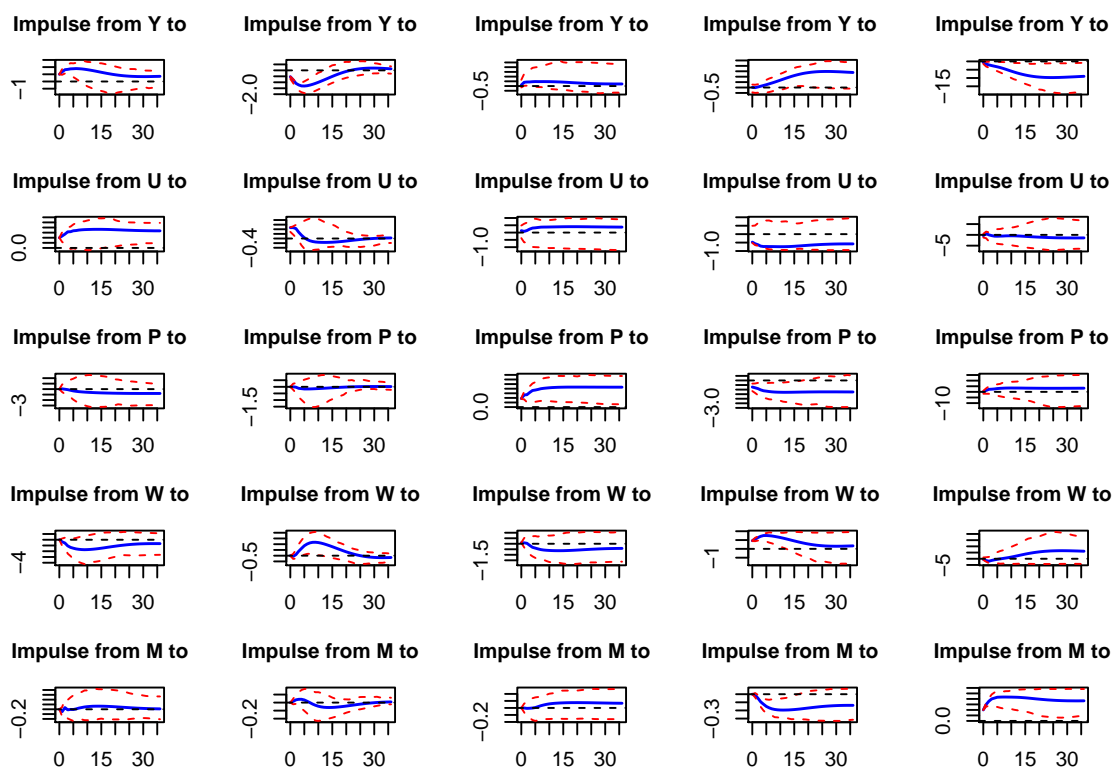 Impulse from Y to Impulse from Y to Impulse from Y to Impulse from Y to Impulse from Y to
-1 -2.0 -0.5 -0.5 -15
0 15 30 0 15 30 0 15 30 0 15 30 0 15 30
Impulse from U to Impulse from U to Impulse from U to Impulse from U to Impulse from U to
0.0 -0.4 -1.0 -1.0 -5
0 15 30 0 15 30 0 15 30 0 15 30 0 15 30
Impulse from P to Impulse from P to Impulse from P to Impulse from P to Impulse from P to
-3 -1.5 0.0 -3.0 -10
0 15 30 0 15 30 0 15 30 0 15 30 0 15 30
Impulse from W to Impulse from W to Impulse from W to Impulse from W to Impulse from W to
-4 -0.5 -1.5 -1 -5
0 15 30 0 15 30 0 15 30 0 15 30 0 15 30
Impulse from M to Impulse from M to Impulse from M to Impulse from M to Impulse from M to
-0.2 -0.2 -0.2 -0.3 0.0
0 15 30 0 15 30 0 15 30 0 15 30 0 15 30